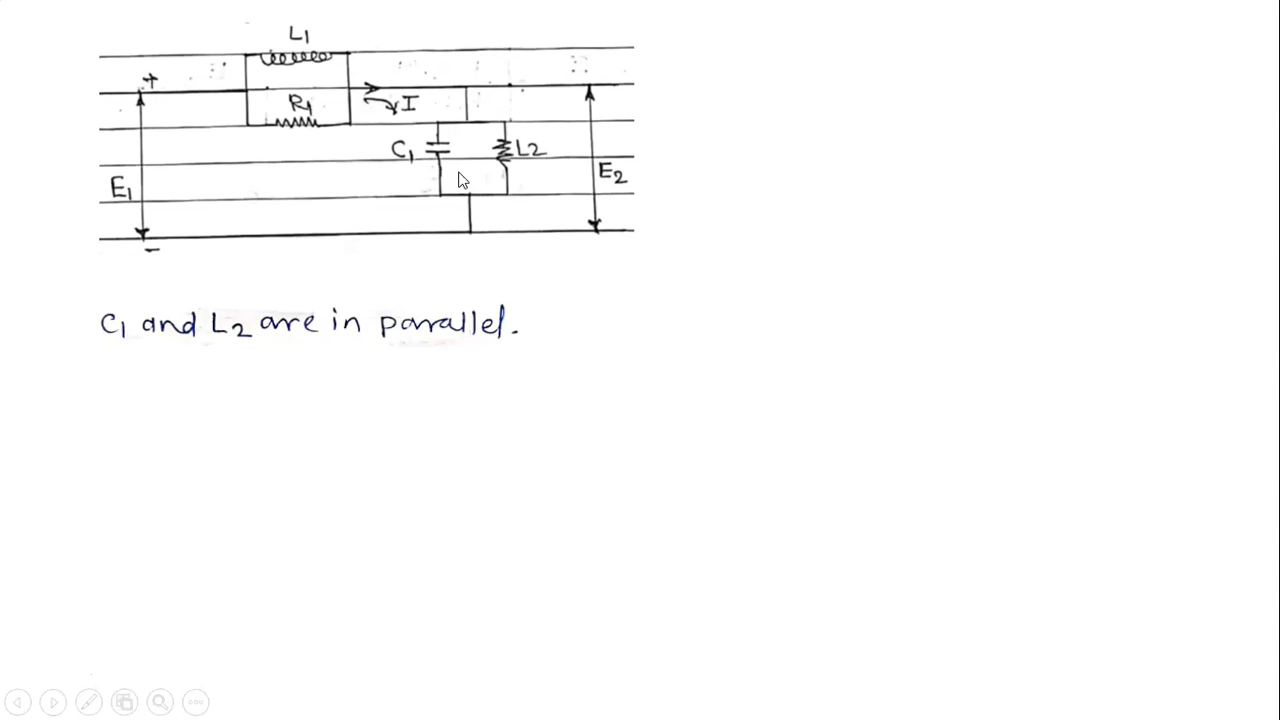 L1
+
R1
I
C1
L2
E1
E2
-
C1 and L2 are in parallel.